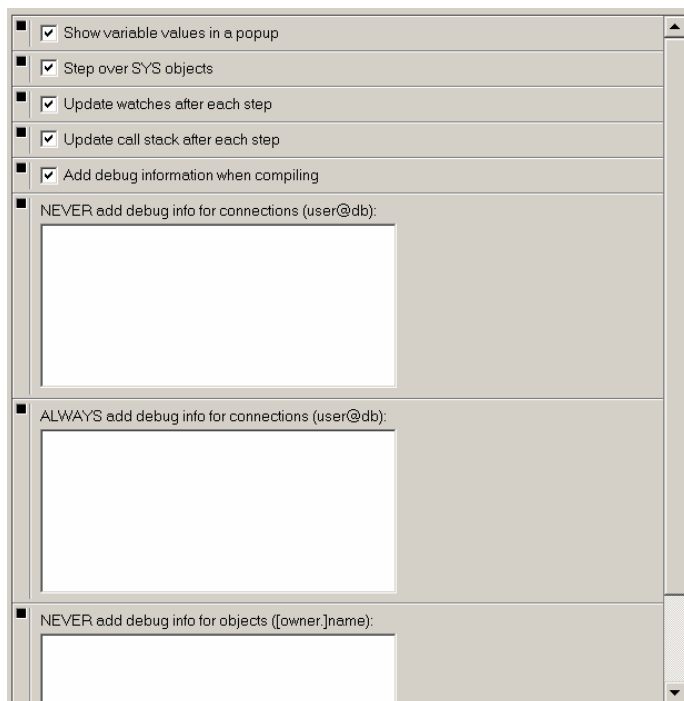 Show variable values in a popup
Step over SYS objects
Update watches after each step
Update call stack after each step
Add debug information when compiling
NEVER add debug info for connections (user@db):
ALWAYS add debug info for connections (user@db):
NEVER add debug info for objects ([owner.]name):